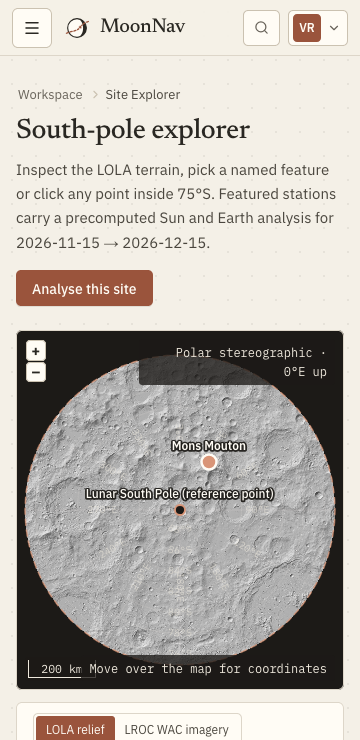 MoonNav
VR
Workspace
Site Explorer
South-pole explorer
Inspect the LOLA terrain, pick a named feature
or click any point inside 75°S. Featured stations
carry a precomputed Sun and Earth analysis for
2026-11-15 → 2026-12-15.
Analyse this site
+
−
Polar stereographic ·
0°E up
Mons Mouton
Lunar South Pole (reference point)
200 km
Move over the map for coordinates
LOLA relief
LROC WAC imagery